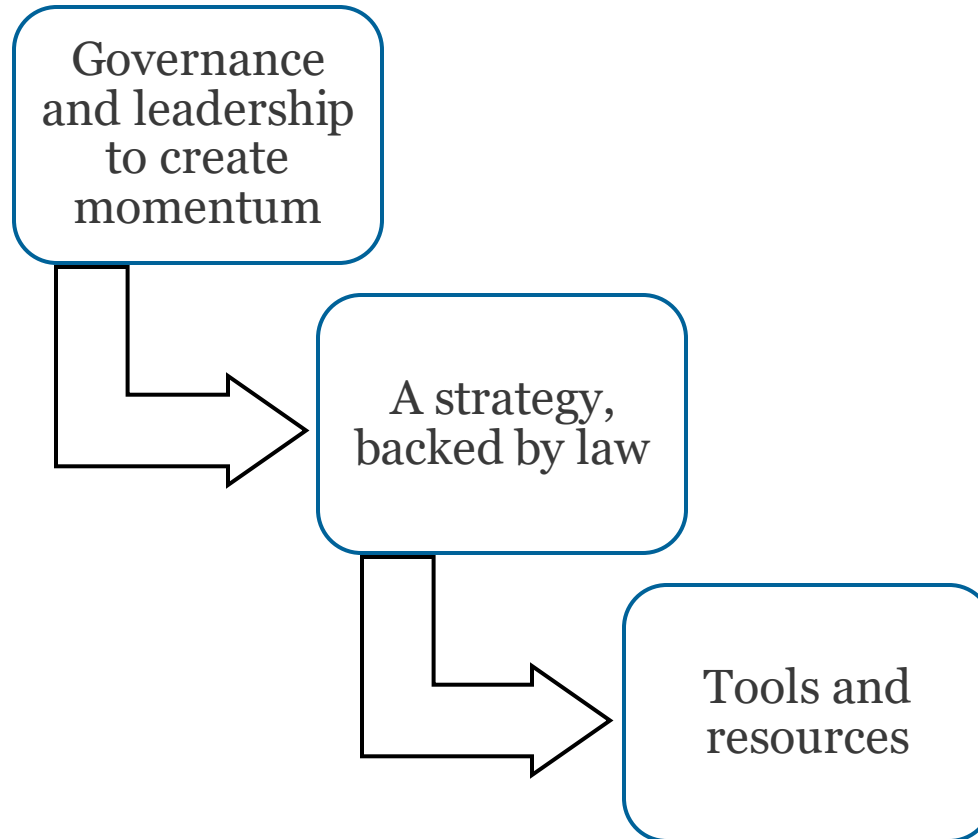 Governance
and leadership
to create
momentum
A strategy,
backed by law
Tools and
resources